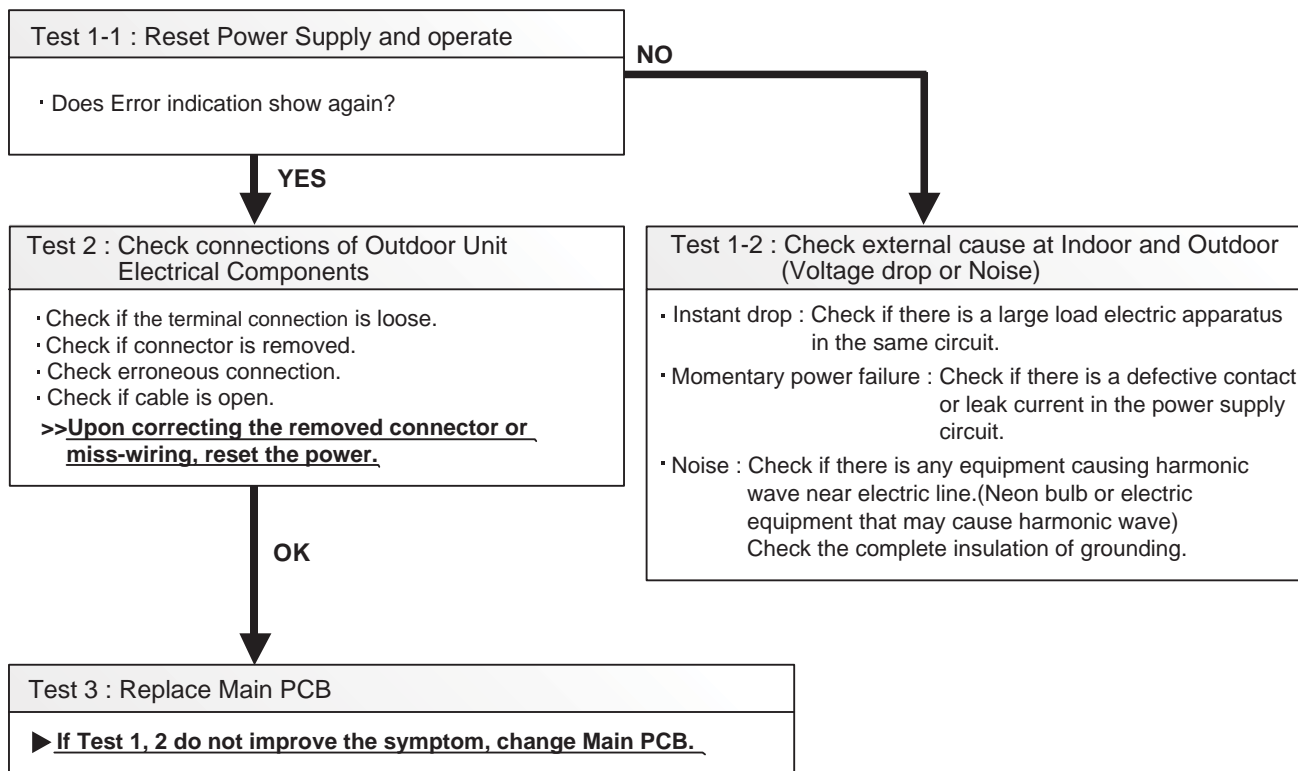 Test 1-1 : Reset Power Supply and operate
· Does Error indication show again?
NO
YES
Test 2 : Check connections of Outdoor Unit
Electrical Components
· Check if the terminal connection is loose.
· Check if connector is removed.
· Check erroneous connection.
· Check if cable is open.
>>Upon correcting the removed connector or
miss-wiring, reset the power.
Test 1-2 : Check external cause at Indoor and Outdoor
(Voltage drop or Noise)
· Instant drop : Check if there is a large load electric apparatus
in the same circuit.
· Momentary power failure : Check if there is a defective contact
or leak current in the power supply
circuit.
· Noise : Check if there is any equipment causing harmonic
wave near electric line.(Neon bulb or electric
equipment that may cause harmonic wave)
Check the complete insulation of grounding.
OK
Test 3 : Replace Main PCB
▶ If Test 1, 2 do not improve the symptom, change Main PCB.